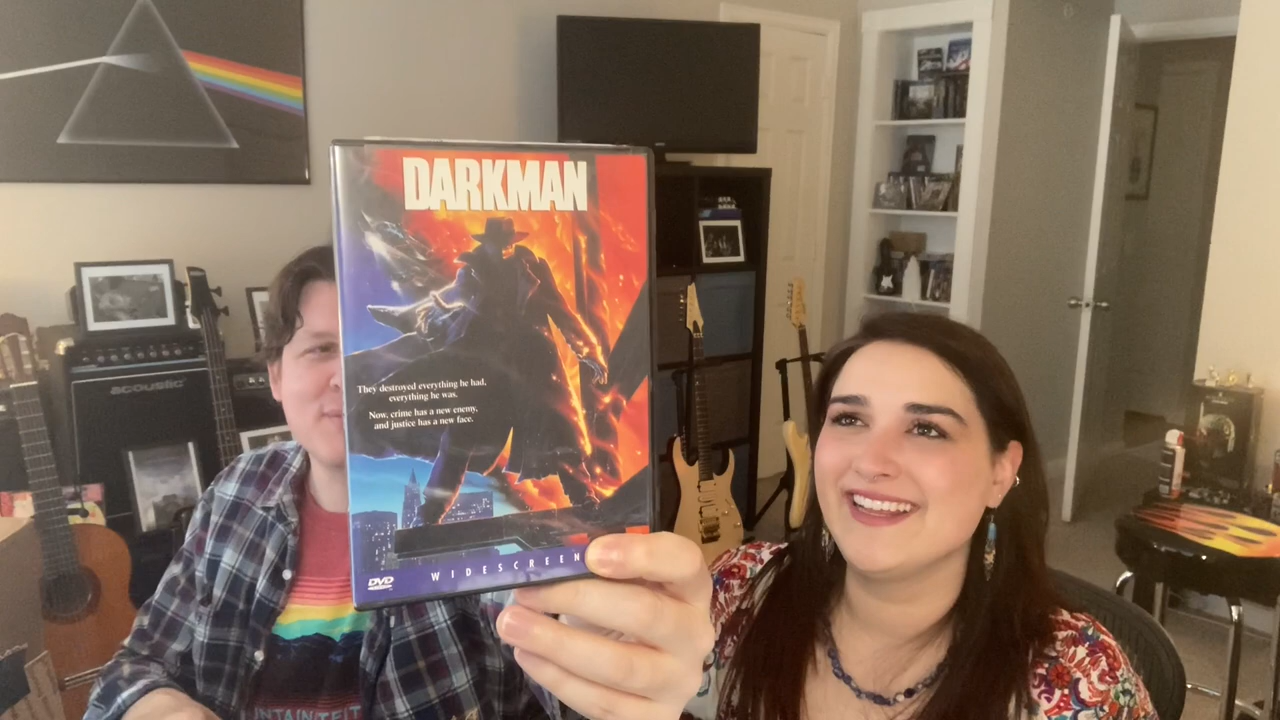 DARKMAN
acoustic
They destroyed everything he had,
everything he was.
Now, crime has a new enemy,
and justice has a new face.
DVD
WIDESCREEN